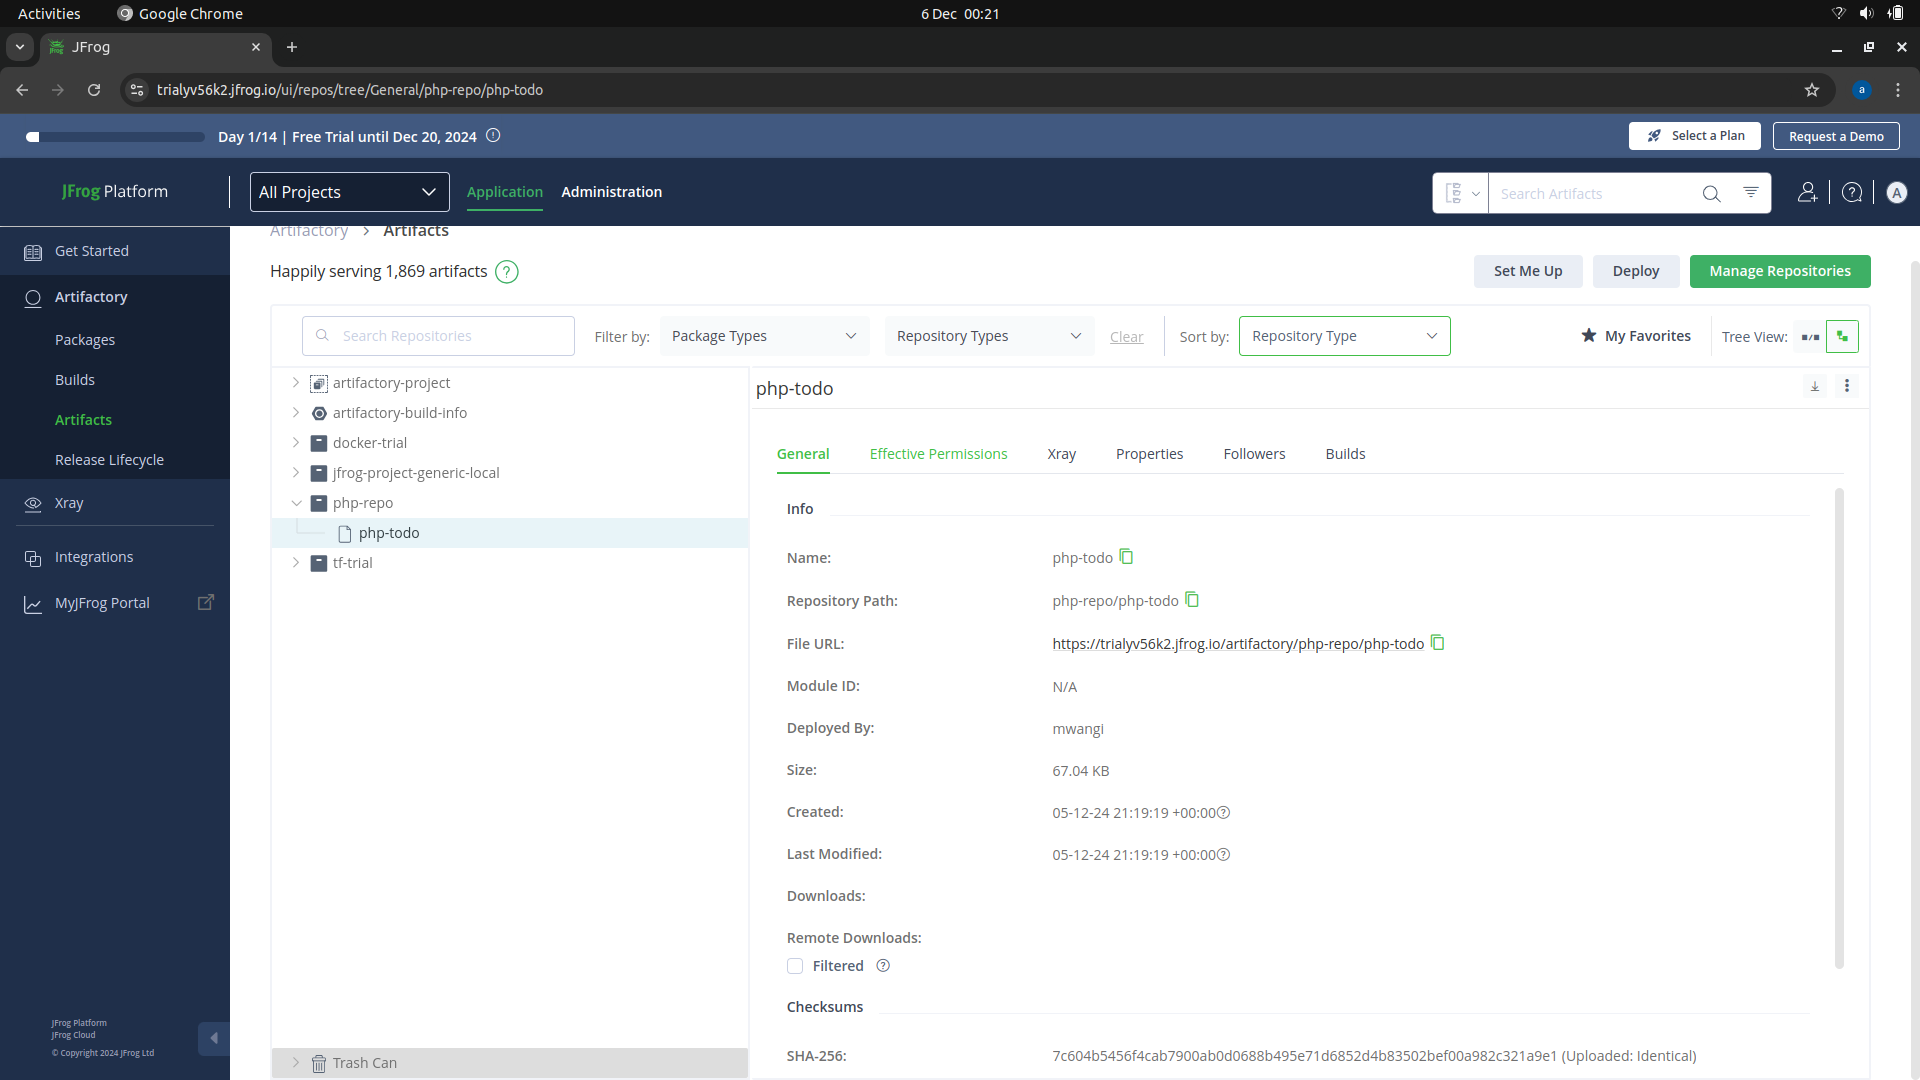 Activities
Google Chrome
6 Dec 00:21
JFrog
trialyv56k2.jfrog.io/ui/repos/tree/General/php-repo/php-todo
Day 1/14 | Free Trial until Dec 20, 2024
Select a Plan
Request a Demo
JFrog Platform
All Projects
Application
Administration
Search Artifacts
A
Get Started
Artifactory
Packages
Builds
Artifacts
Release Lifecycle
Xray
Integrations
MyJFrog Portal
JFrog Platform
JFrog Cloud
© Copyright 2024 JFrog Ltd
Artifactory > Artifacts
Happily serving 1,869 artifacts
Set Me Up
Deploy
Manage Repositories
Search Repositories
Filter by:
Package Types
Repository Types
Clear
Sort by:
Repository Type
My Favorites
Tree View:
artifactory-project
artifactory-build-info
docker-trial
jfrog-project-generic-local
php-repo
php-todo
tf-trial
Trash Can
php-todo
General
Effective Permissions
Xray
Properties
Followers
Builds
Info
Name: php-todo
Repository Path: php-repo/php-todo
File URL: https://trialyv56k2.jfrog.io/artifactory/php-repo/php-todo
Module ID: N/A
Deployed By: mwangi
Size: 67.04 KB
Created: 05-12-24 21:19:19 +00:00
Last Modified: 05-12-24 21:19:19 +00:00
Downloads:
Remote Downloads:
Filtered
Checksums
SHA-256: 7c604b5456f4cab7900ab0d0688b495e71d6852d4b83502bef00a982c321a9e1 (Uploaded: Identical)